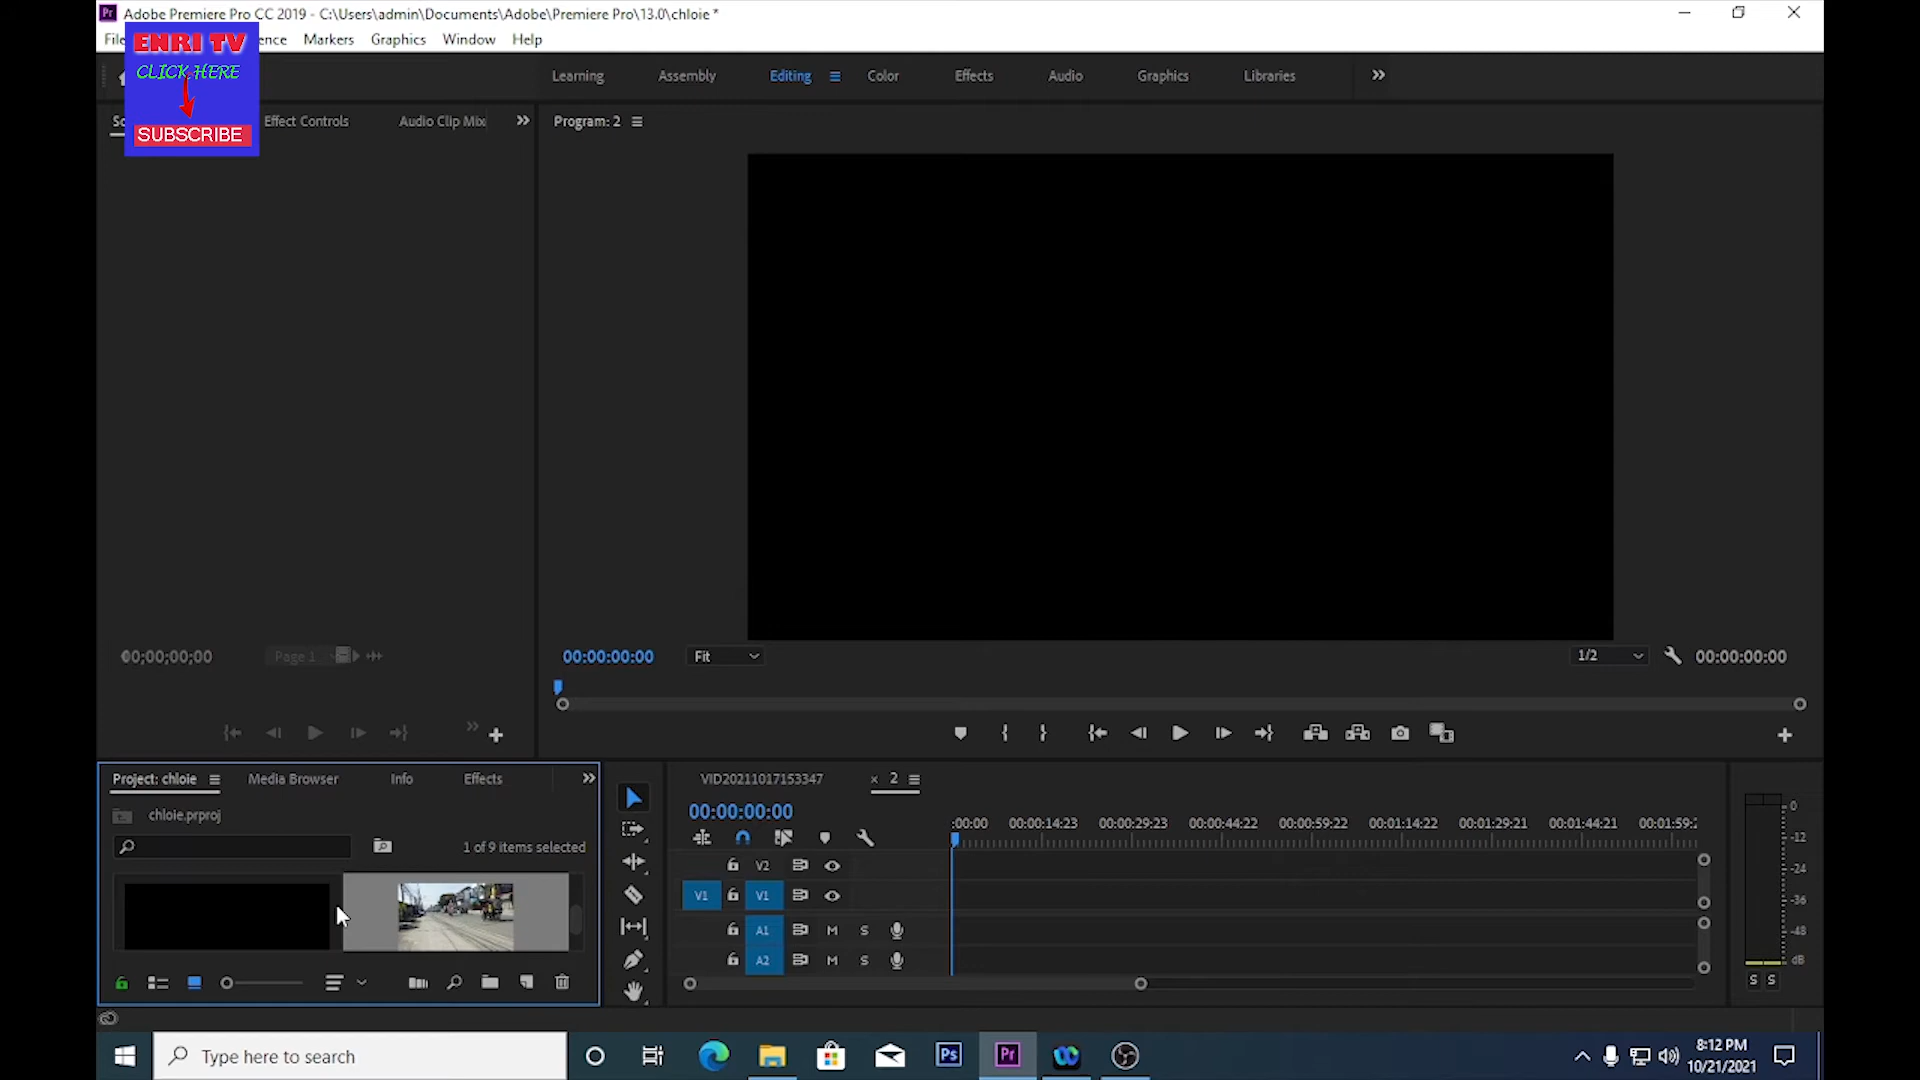 Adobe Premiere Pro CC 2019 - C:\Users\admin\Documents\Adobe\Premiere Pro\13.0\chloie *
ence Markers Graphics Window Help
ENRI TV
CLICK HERE
SUBSCRIBE
Learning Assembly Editing Color Effects Audio Graphics Libraries
Effect Controls Audio Clip Mix
Program: 2
00;00;00;00 Page 1
00:00:00:00 Fit 1/2 00:00:00:00
Project: chloie Media Browser Info Effects
chloie.prproj
1 of 9 items selected
VID20211017153347 × 2
00:00:00:00
:00:00 00:00:14:23 00:00:29:23 00:00:44:22 00:00:59:22 00:01:14:22 00:01:29:21 00:01:44:21 00:01:59:2
V2
V1 V1
A1 M S
A2 M S
0
-12
-24
-36
-48
dB
S S
Type here to search
Ps Pr
8:12 PM
10/21/2021